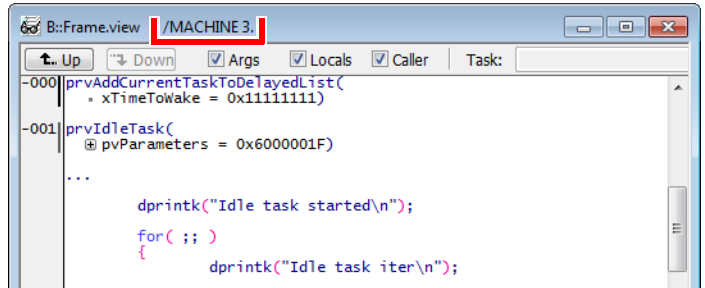 B::Frame.view /MACHINE 3.
Up Down Args Locals Caller Task:
-000 prvAddCurrentTaskToDelayedList(
xTimeToWake = 0x11111111)
-001 prvIdleTask(
pvParameters = 0x6000001F)
...
dprintk("Idle task started\n");
for( ;; )
{
dprintk("Idle task iter\n");